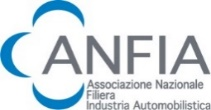 ANFIA
Associazione Nazionale
Filiera
Industria Automobilistica